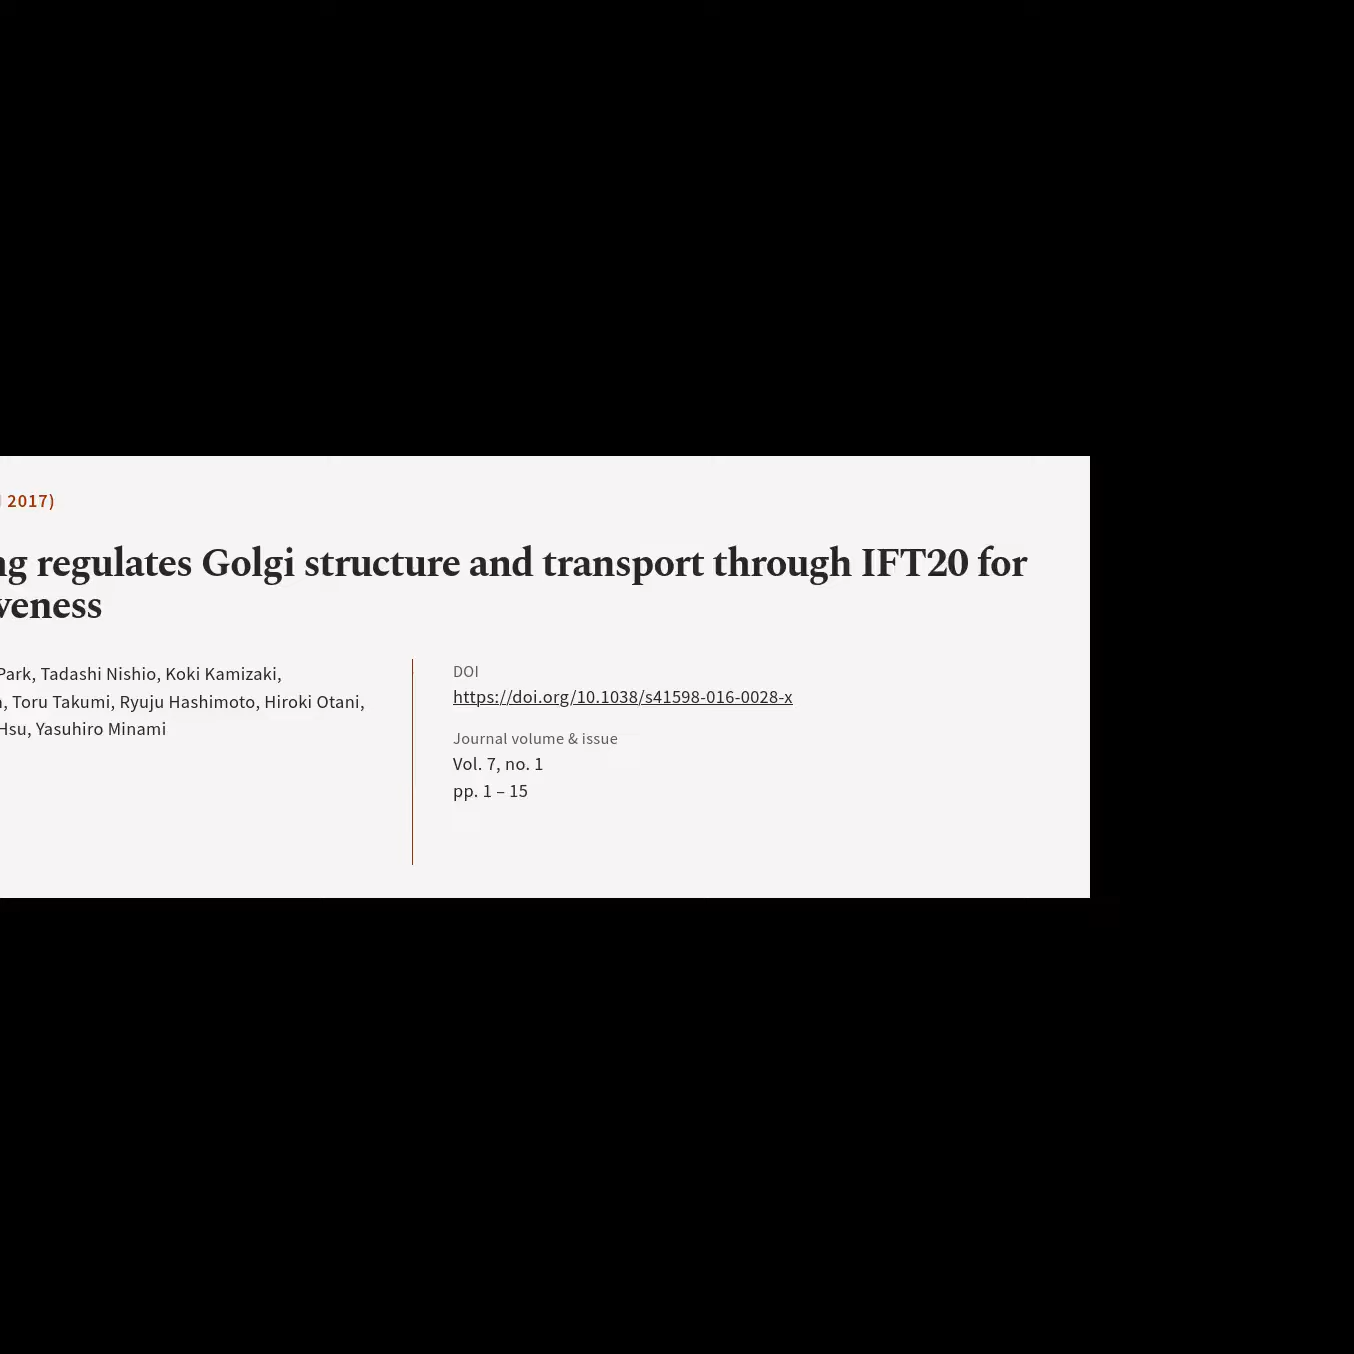 2017)
ng regulates Golgi structure and transport through IFT20 for
veness
Park, Tadashi Nishio, Koki Kamizaki,
Toru Takumi, Ryuju Hashimoto, Hiroki Otani,
Hsu, Yasuhiro Minami
DOI
https://doi.org/10.1038/s41598-016-0028-x
Journal volume & issue
Vol. 7, no. 1
pp. 1 – 15